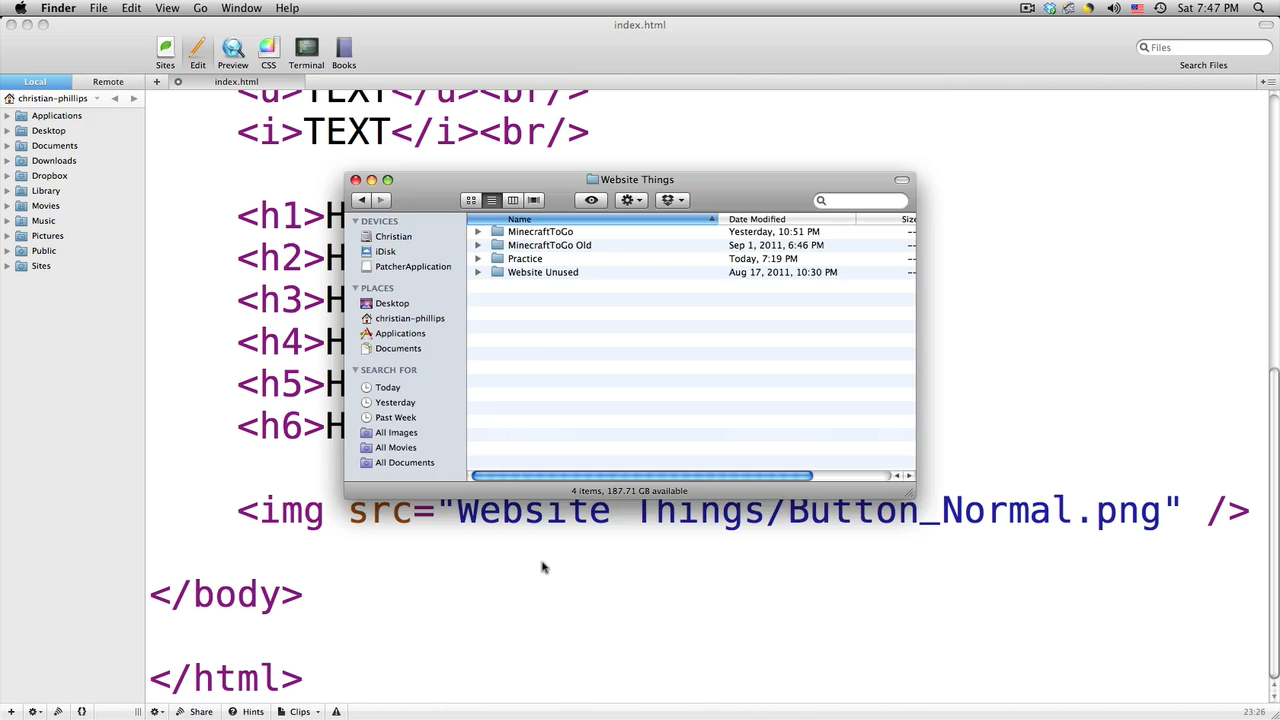 Finder File Edit View Go Window Help Sat 7:47 PM
index.html
Files
Sites Edit Preview CSS Terminal Books Search Files
Local Remote + index.html
christian-phillips
Applications
Desktop
Documents
Downloads
Dropbox
Library
Movies
Music
Pictures
Public
Sites
<u>TEXT</u><br/>
<i>TEXT</i><br/>
<h1>H
<h2>H
<h3>H
<h4>H
<h5>H
<h6>H
<img src="Website Things/Button_Normal.png" />
</body>
</html>
Website Things
DEVICES
Christian
iDisk
PatcherApplication
PLACES
Desktop
christian-phillips
Applications
Documents
SEARCH FOR
Today
Yesterday
Past Week
All Images
All Movies
All Documents
Name Date Modified Siz
MinecraftToGo Yesterday, 10:51 PM --
MinecraftToGo Old Sep 1, 2011, 6:46 PM --
Practice Today, 7:19 PM --
Website Unused Aug 17, 2011, 10:30 PM --
4 items, 187.71 GB available
+ {} Share Hints Clips 23:26